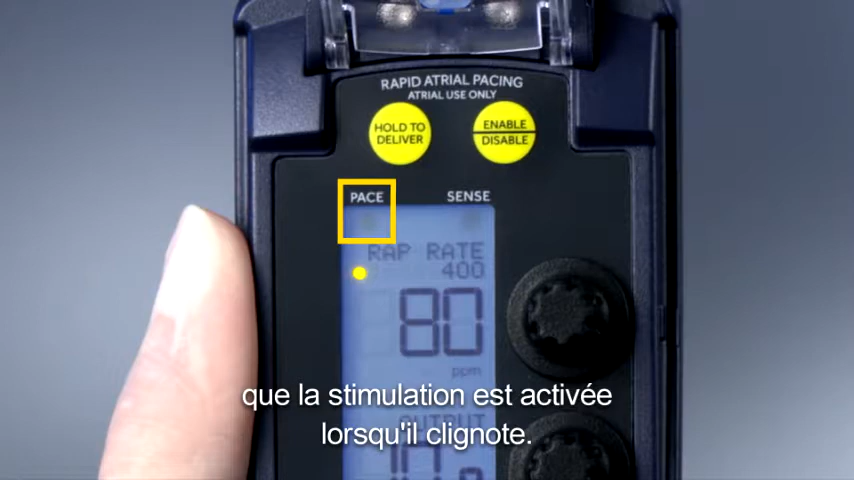 RAPID ATRIAL PACING
ATRIAL USE ONLY
HOLD TO
DELIVER
ENABLE
DISABLE
PACE
SENSE
RAP RATE
400
80
ppm
OUTPUT
que la stimulation est activée
lorsqu'il clignote.